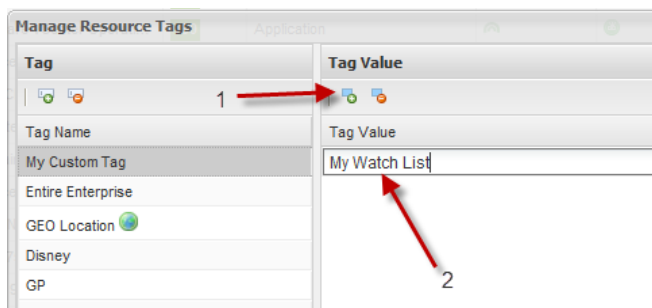 Manage Resource Tags
Application
Tag
Tag Value
1
Tag Name
Tag Value
My Custom Tag
My Watch List
Entire Enterprise
GEO Location
Disney
2
GP